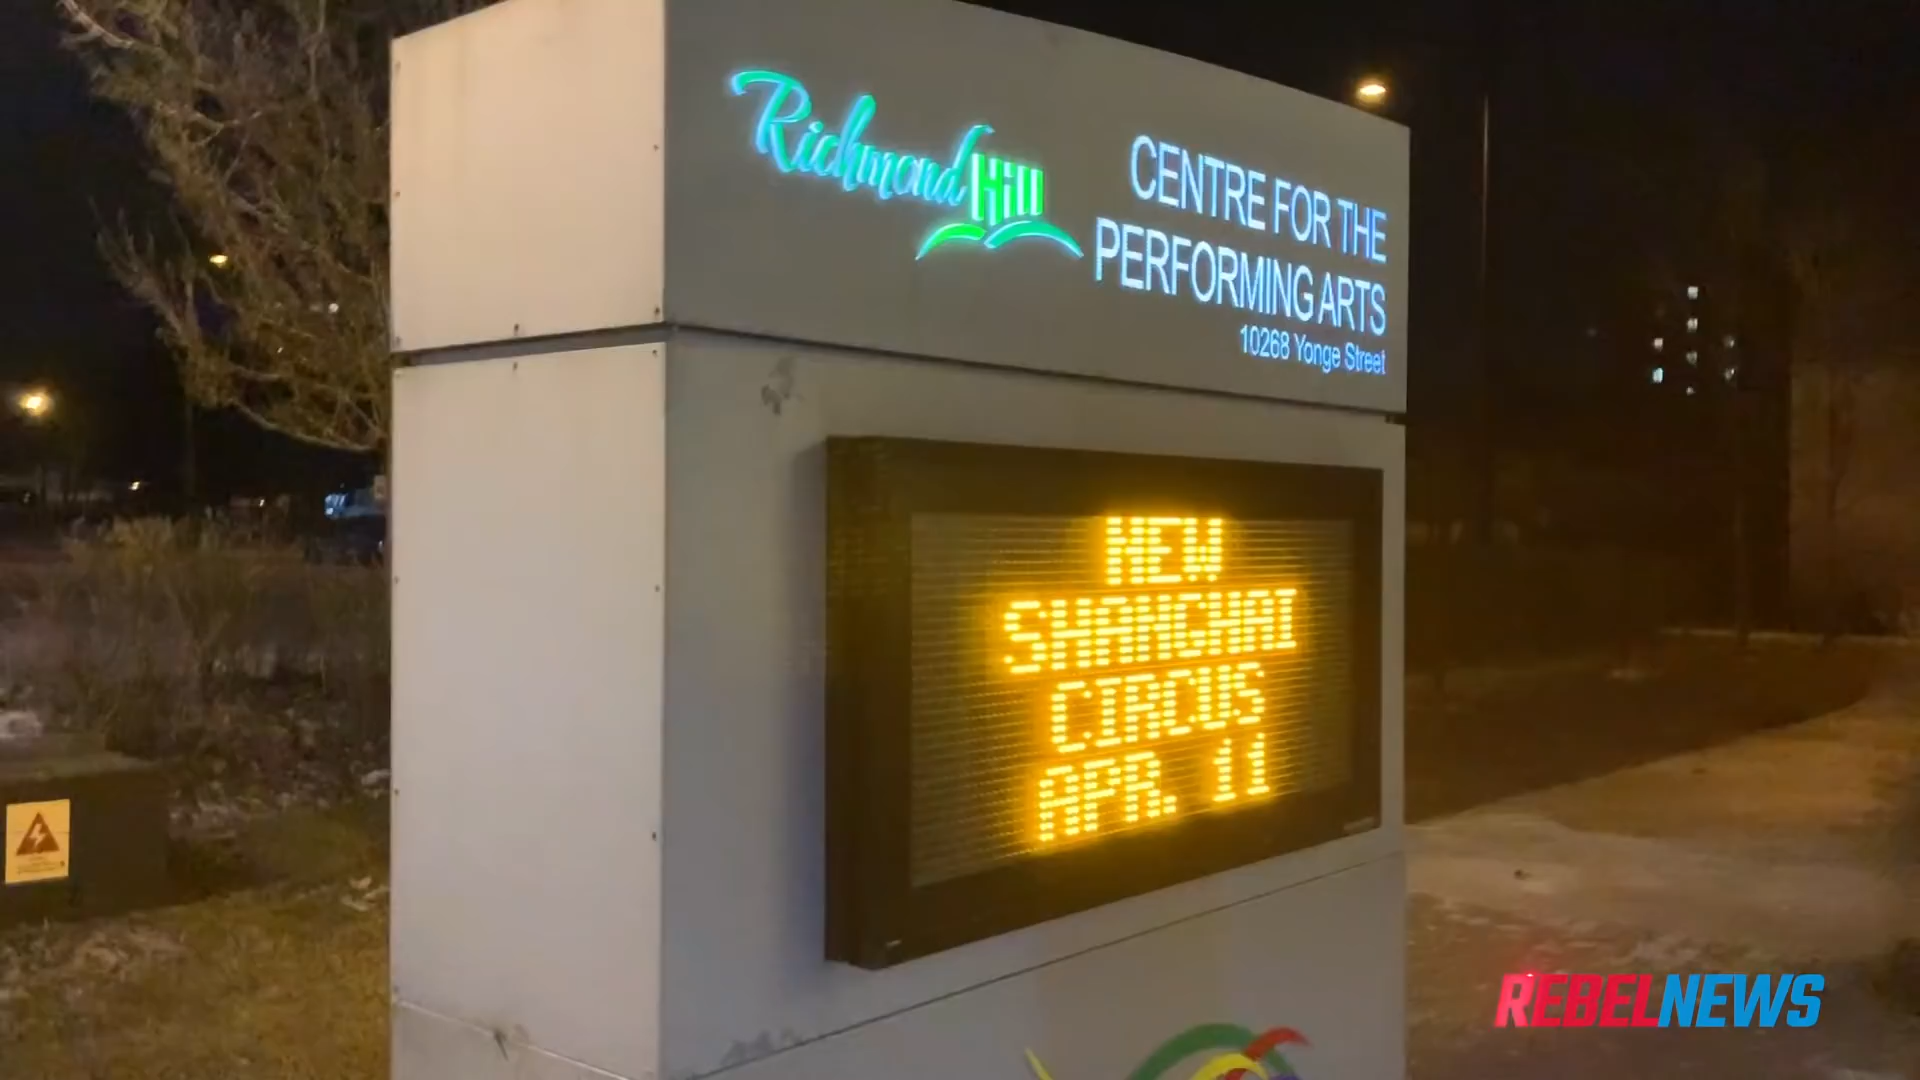 Richmond Hill
CENTRE FOR THE
PERFORMING ARTS
10268 Yonge Street
NEW
SHANGHAI
CIRCUS
APR. 11
REBELNEWS